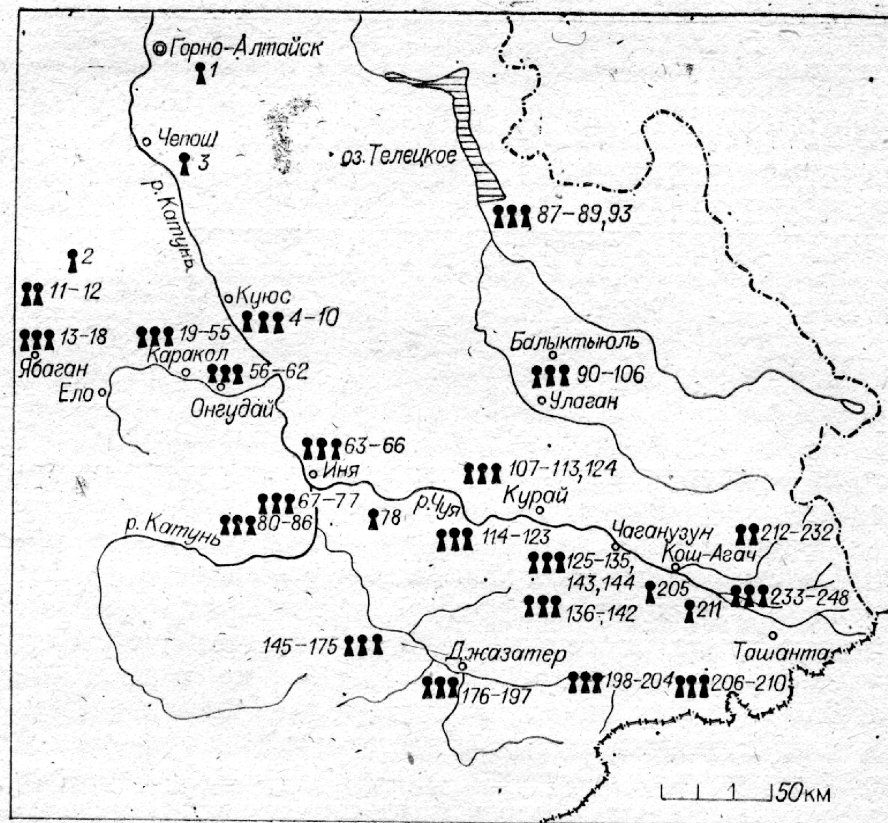 Горно-Алтайск
1
Чепош
3
оз. Телецкое
р. Катунь
87-89, 93
2
11-12
Куюс
4-10
13-18
19-55
Ябаган
Каракол
56-62
Ело
Онгудай
Балыктыюль
90-106
Улаган
63-66
Иня
107-113, 124
67-77
р. Чуя
Курай
78
р. Катунь
80-86
114-123
Чаганузун
212-232
Кош-Агач
125-135,
143, 144
205
233-248
136-142
211
145-175
Джазатер
Ташанта
176-197
198-204
206-210
50км